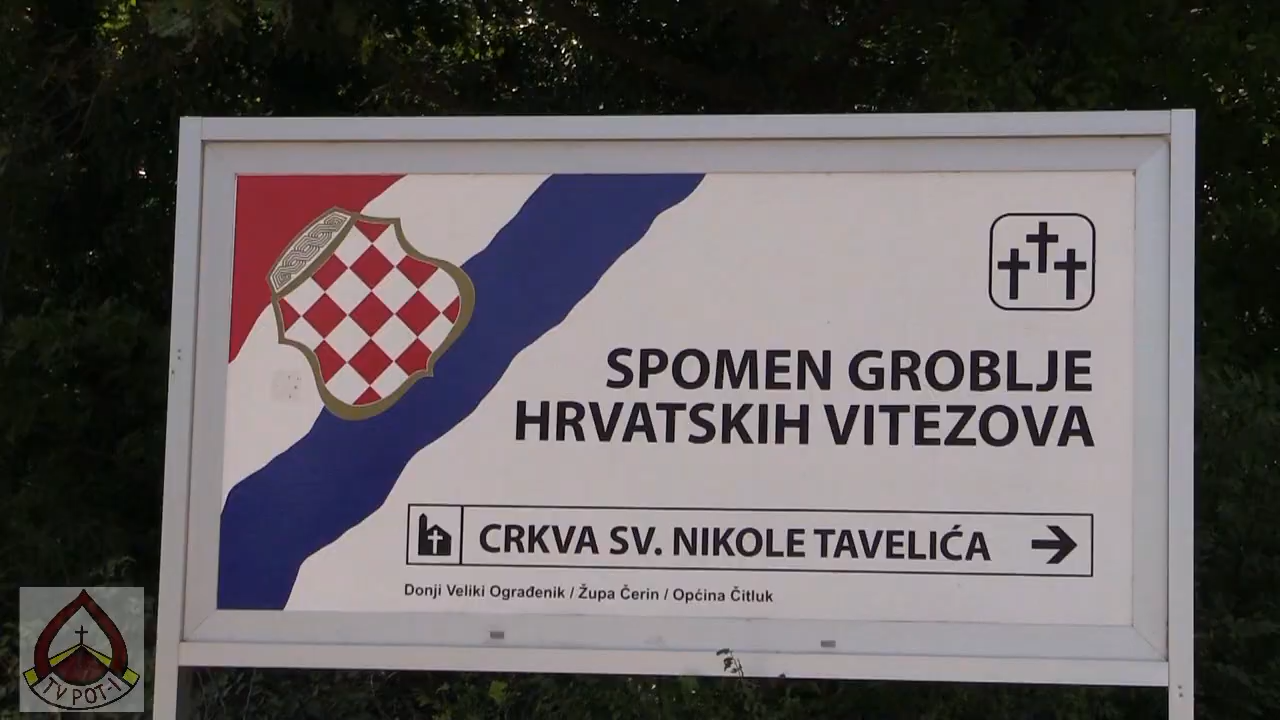 SPOMEN GROBLJE
HRVATSKIH VITEZOVA
CRKVA SV. NIKOLE TAVELIĆA
Donji Veliki Ograđenik / Župa Čerin / Općina Čitluk
TV POT-1